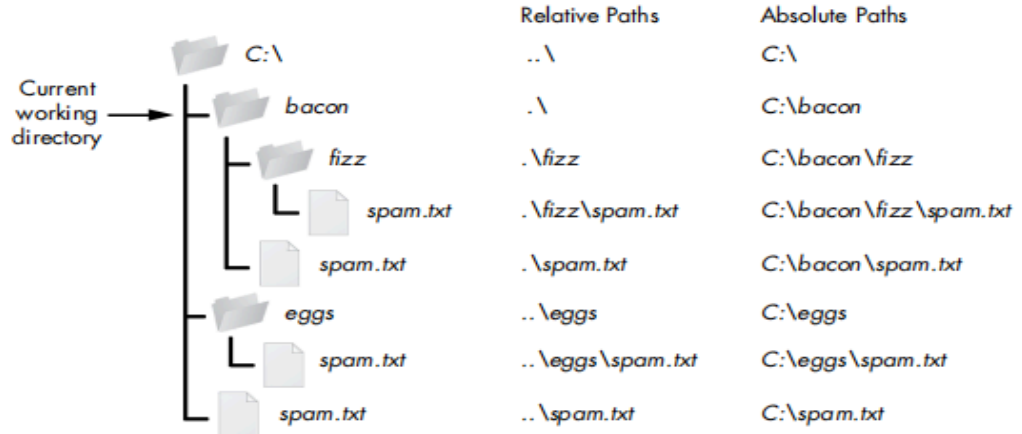 Relative Paths Absolute Paths
C:\ ..\ C:\
Current
working
directory
bacon .\ C:\bacon
fizz .\fizz C:\bacon\fizz
spam.txt .\fizz\spam.txt C:\bacon\fizz\spam.txt
spam.txt .\spam.txt C:\bacon\spam.txt
eggs ..\eggs C:\eggs
spam.txt ..\eggs\spam.txt C:\eggs\spam.txt
spam.txt ..\spam.txt C:\spam.txt